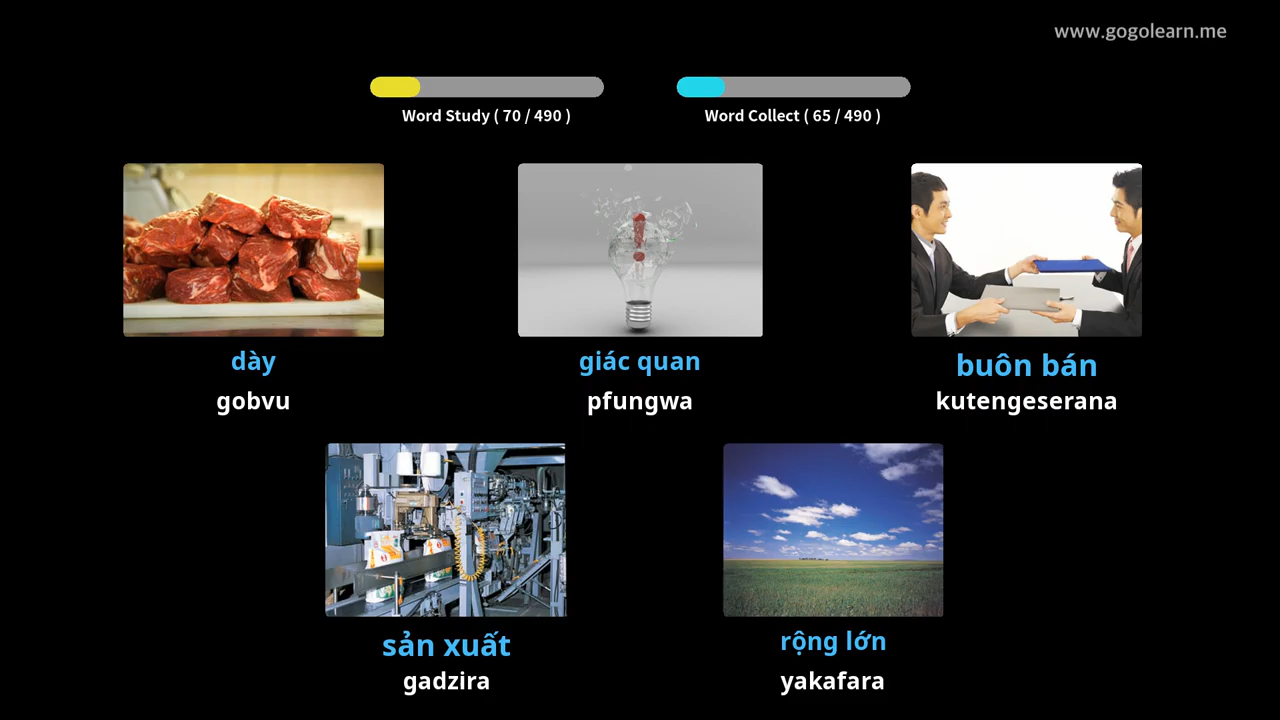 www.gogolearn.me
Word Study ( 70 / 490 )
Word Collect ( 65 / 490 )
dày
gobvu
giác quan
pfungwa
buôn bán
kutengeserana
sản xuất
gadzira
rộng lớn
yakafara